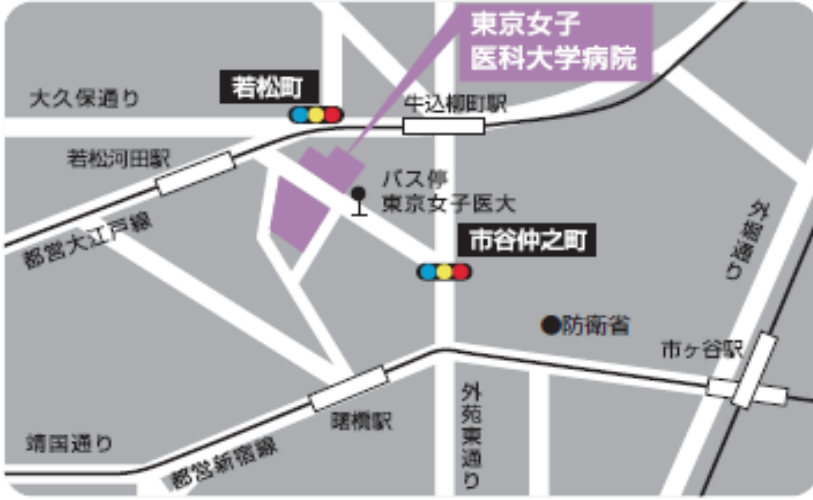 東京女子
医科大学病院
若松町
大久保通り
牛込柳町駅
若松河田駅
バス停
東京女子医大
都営大江戸線
市谷仲之町
外堀通り
防衛省
市ヶ谷駅
曙橋駅
外苑東通り
靖国通り
都営新宿線